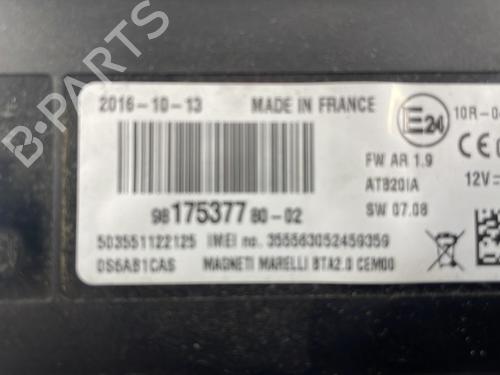 B-PARTS
2016-10-13 MADE IN FRANCE
E24
10R-0
CE
FW AR 1.9
AT820IA
12V
SW 07.08
98 175377 80-02
503551122125 IMEI no. 355563052459359
0S6AB1CAS MAGNETI MARELLI BTA2.0 CEM00